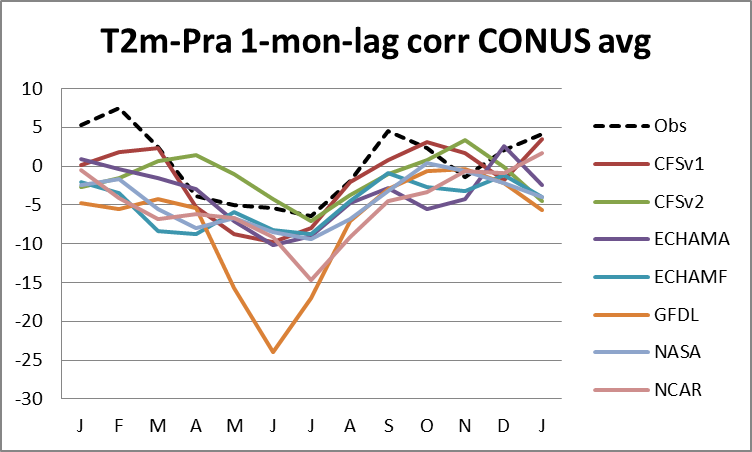 T2m-Pra 1-mon-lag corr CONUS avg
10
5
0
-5
-10
-15
-20
-25
-30
J F M A M J J A S O N D J
Obs
CFSv1
CFSv2
ECHAMA
ECHAMF
GFDL
NASA
NCAR